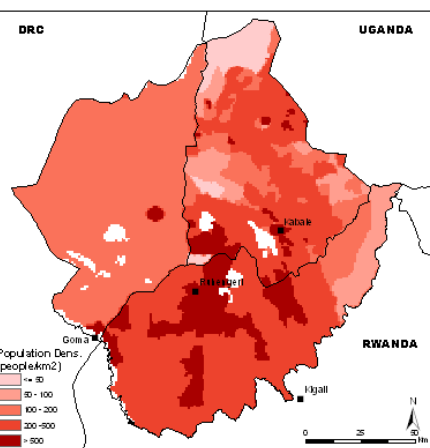 DRC
UGANDA
Kabale
Ruhengeri
Goma
Population Dens.
(people/km2)
<= 50
50 - 100
100 - 200
200 -500
> 500
RWANDA
Kigali
N
0 25 50